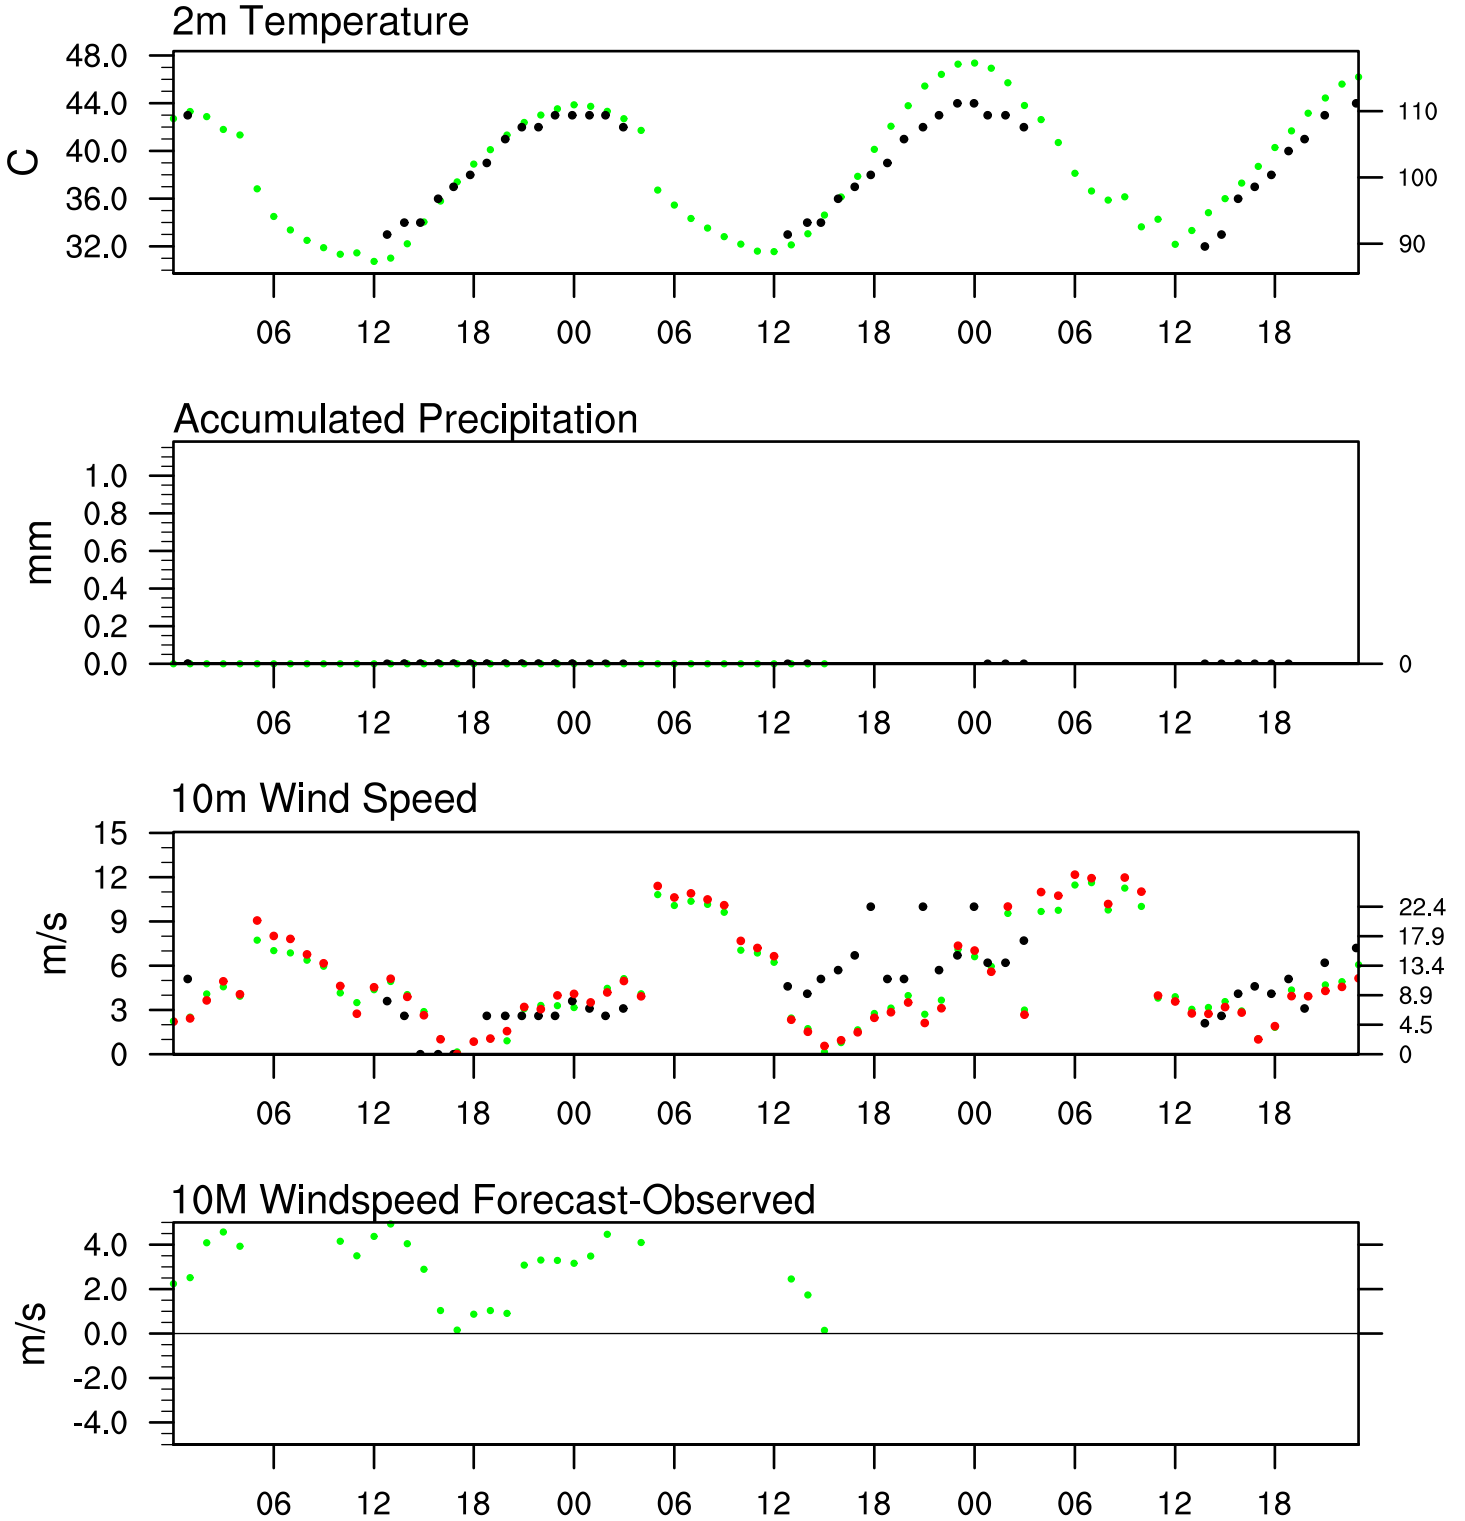 2m Temperature
48.0
44.0
40.0
36.0
32.0
C
110
100
90
06 12 18 00 06 12 18 00 06 12 18
Accumulated Precipitation
1.0
0.8
0.6
0.4
0.2
0.0
mm
0
06 12 18 00 06 12 18 00 06 12 18
10m Wind Speed
15
12
9
6
3
0
m/s
22.4
17.9
13.4
8.9
4.5
0
06 12 18 00 06 12 18 00 06 12 18
10M Windspeed Forecast-Observed
4.0
2.0
0.0
-2.0
-4.0
m/s
06 12 18 00 06 12 18 00 06 12 18